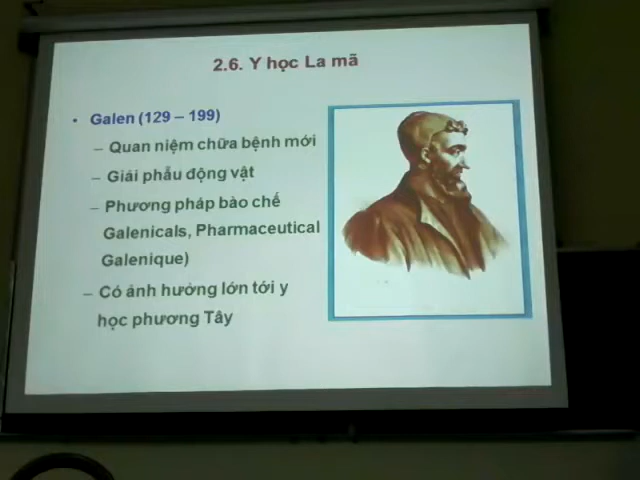 2.6. Y học La mã
• Galen (129 – 199)
– Quan niệm chữa bệnh mới
– Giải phẫu động vật
– Phương pháp bào chế
Galenicals, Pharmaceutical
Galenique)
– Có ảnh hưởng lớn tới y
học phương Tây